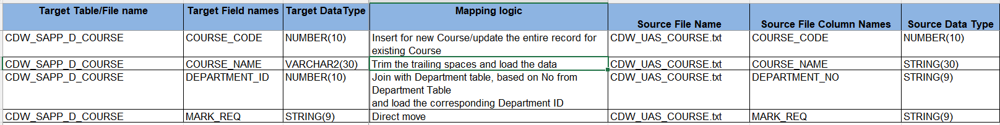 Target Table/File name Target Field names Target DataType Mapping logic Source File Name Source File Column Names Source Data Type
CDW_SAPP_D_COURSE COURSE_CODE NUMBER(10) Insert for new Course/update the entire record for CDW_UAS_COURSE.txt COURSE_CODE NUMBER(10)
existing Course
CDW_SAPP_D_COURSE COURSE_NAME VARCHAR2(30) Trim the trailing spaces and load the data CDW_UAS_COURSE.txt COURSE_NAME STRING(30)
CDW_SAPP_D_COURSE DEPARTMENT_ID NUMBER(10) Join with Department table, based on No from CDW_UAS_COURSE.txt DEPARTMENT_NO STRING(9)
Department Table
and load the corresponding Department ID
CDW_SAPP_D_COURSE MARK_REQ STRING(9) Direct move CDW_UAS_COURSE.txt MARK_REQ STRING(9)